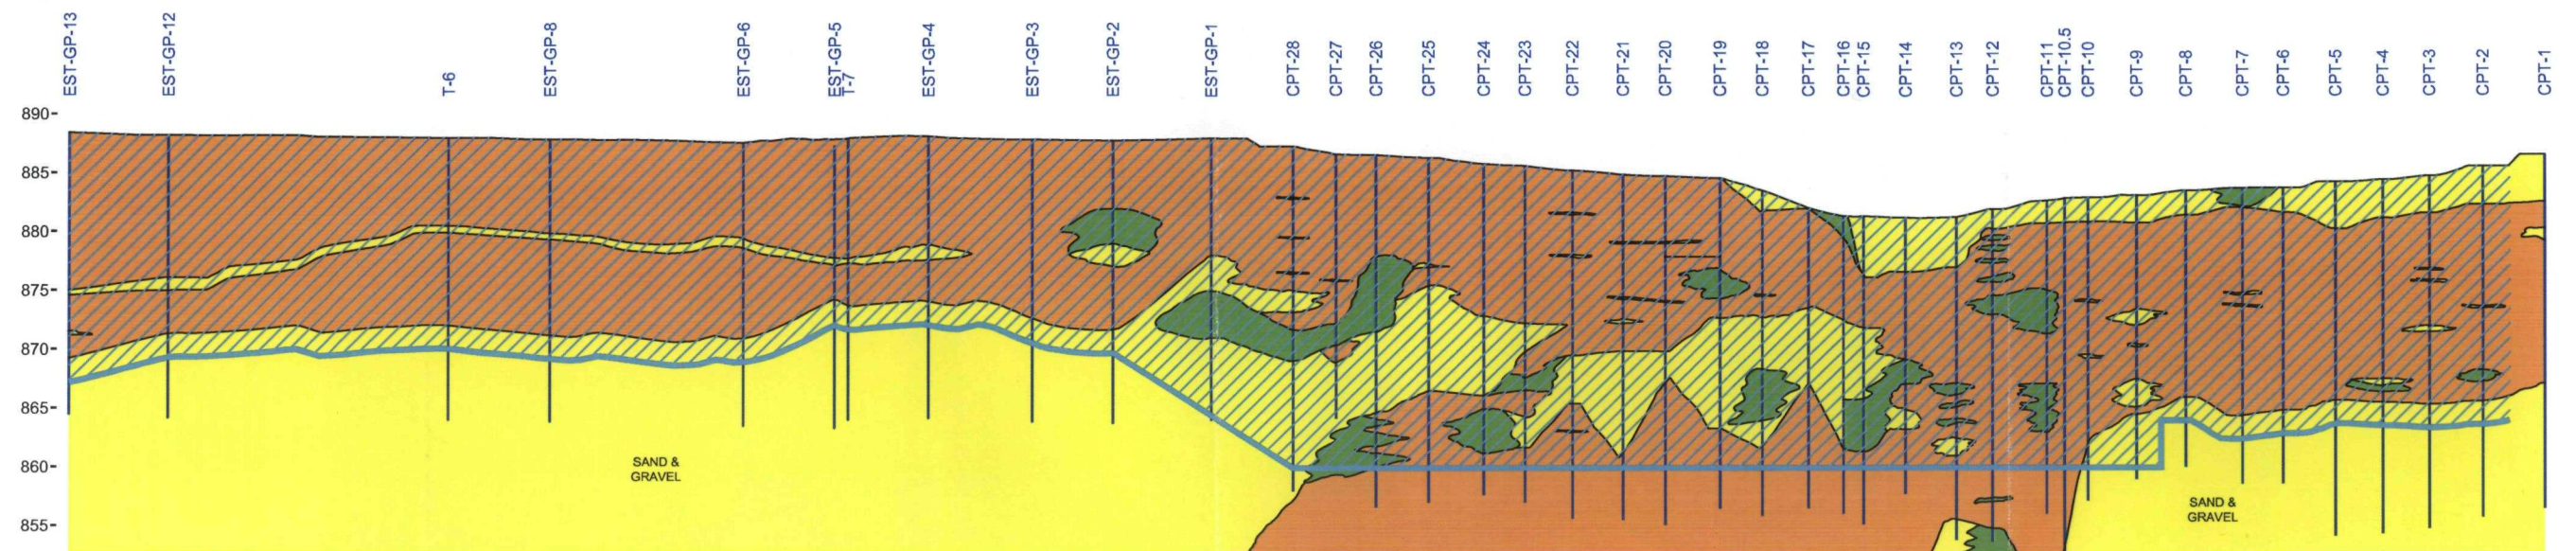 EST-GP-13
EST-GP-12
T-6
EST-GP-8
EST-GP-6
EST-GP-5
T-7
EST-GP-4
EST-GP-3
EST-GP-2
EST-GP-1
CPT-28
CPT-27
CPT-26
CPT-25
CPT-24
CPT-23
CPT-22
CPT-21
CPT-20
CPT-19
CPT-18
CPT-17
CPT-16
CPT-15
CPT-14
CPT-13
CPT-12
CPT-11
CPT-10.5
CPT-10
CPT-9
CPT-8
CPT-7
CPT-6
CPT-5
CPT-4
CPT-3
CPT-2
CPT-1
890-
885-
880-
875-
870-
865-
860-
855-
SAND &
GRAVEL
SAND &
GRAVEL